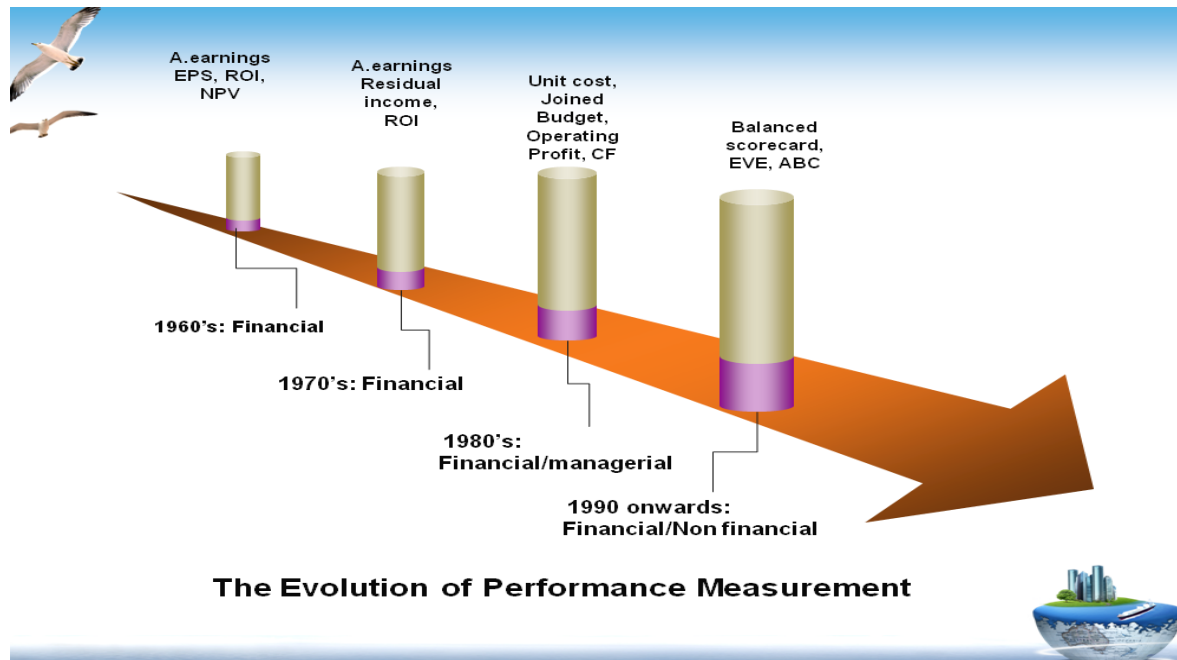 A.earnings
EPS, ROI,
NPV
A.earnings
Residual
income,
ROI
Unit cost,
Joined
Budget,
Operating
Profit, CF
Balanced
scorecard,
EVE, ABC
1960's: Financial
1970's: Financial
1980's:
Financial/managerial
1990 onwards:
Financial/Non financial
The Evolution of Performance Measurement